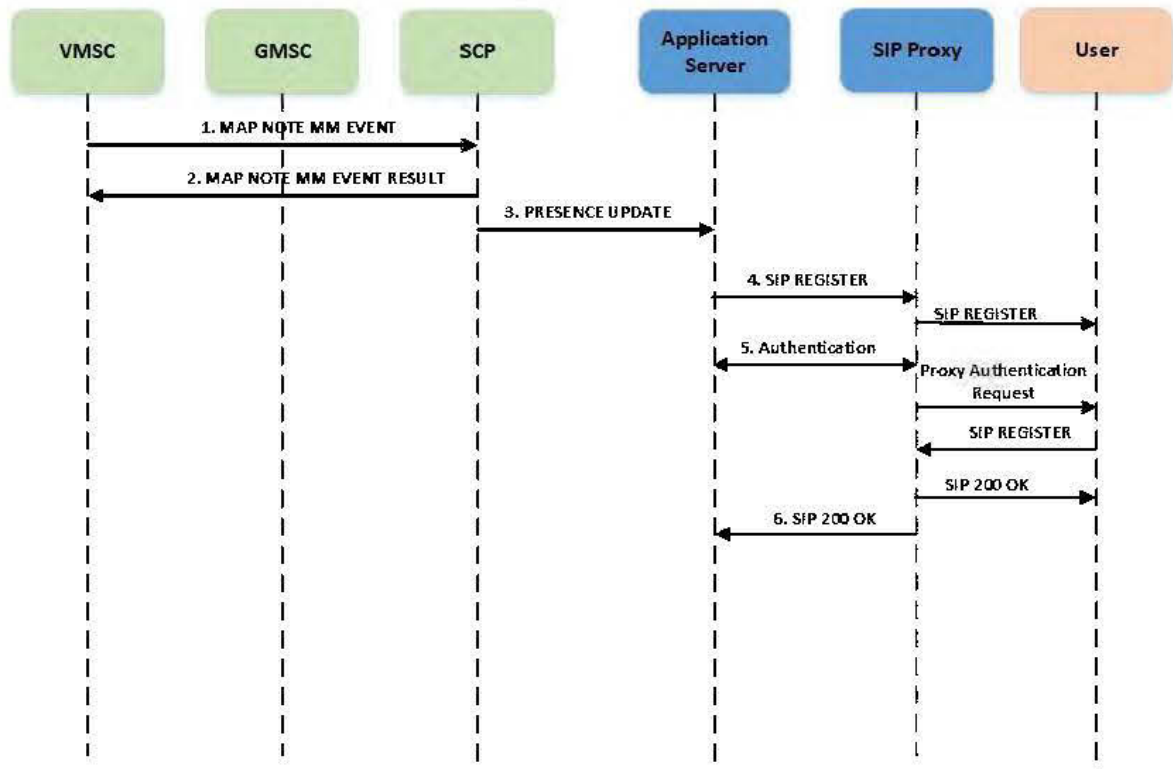 VMSC
GMSC
SCP
Application
Server
SIP Proxy
User
1. MAP NOTE MM EVENT
2. MAP NOTE MM EVENT RESULT
3. PRESENCE UPDATE
4. SIP REGISTER
SIP REGISTER
5. Authentication
Proxy Authentication
Request
SIP REGISTER
SIP 200 OK
6. SIP 200 OK